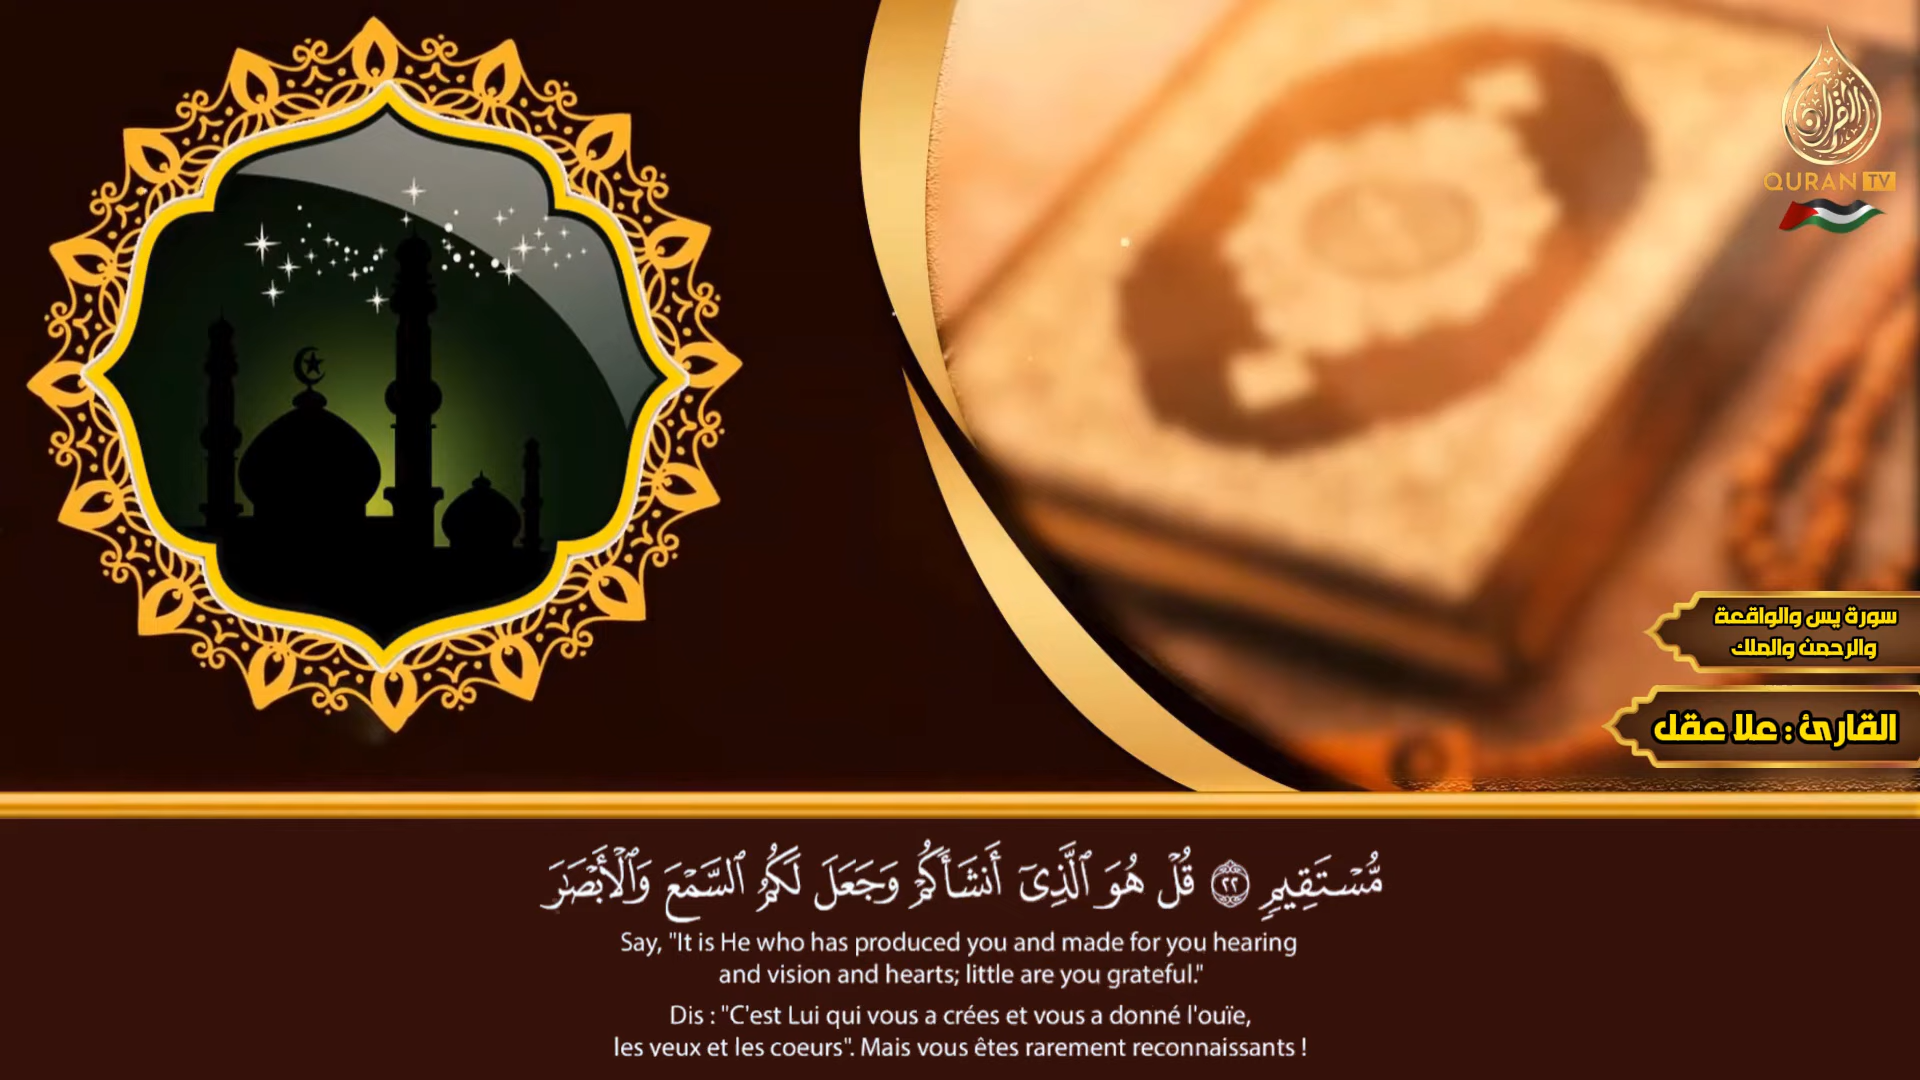 القرآن
QURAN TV
سورة يس والواقعة
والرحمن والملك
القارئ : علا عقل
مُّسْتَقِيمٍ ٢٢ قُلْ هُوَ ٱلَّذِىٓ أَنشَأَكُمْ وَجَعَلَ لَكُمُ ٱلسَّمْعَ وَٱلْأَبْصَٰرَ
Say, "It is He who has produced you and made for you hearing
and vision and hearts; little are you grateful."
Dis : "C'est Lui qui vous a crées et vous a donné l'ouïe,
les yeux et les coeurs". Mais vous êtes rarement reconnaissants !